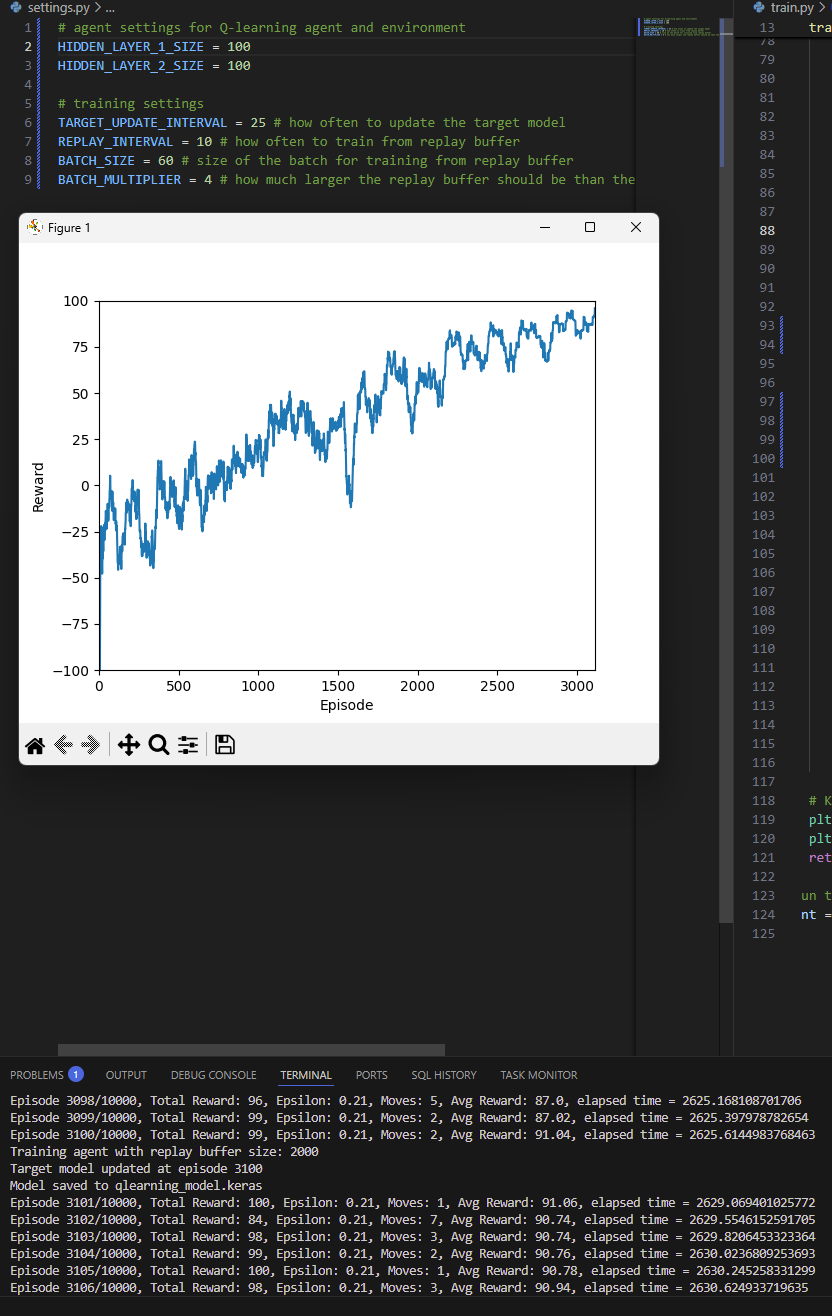 settings.py > ...
1 # agent settings for Q-learning agent and environment
2 HIDDEN_LAYER_1_SIZE = 100
3 HIDDEN_LAYER_2_SIZE = 100
4
5 # training settings
6 TARGET_UPDATE_INTERVAL = 25 # how often to update the target model
7 REPLAY_INTERVAL = 10 # how often to train from replay buffer
8 BATCH_SIZE = 60 # size of the batch for training from replay buffer
9 BATCH_MULTIPLIER = 4 # how much larger the replay buffer should be than the
Figure 1
100
75
50
25
0
−25
−50
−75
−100
Reward
0 500 1000 1500 2000 2500 3000
Episode
train.py >
13 tra
78
79
80
81
82
83
84
85
86
87
88
89
90
91
92
93
94
95
96
97
98
99
100
101
102
103
104
105
106
107
108
109
110
111
112
113
114
115
116
117
118 # K
119 plt
120 plt
121 ret
122
123 un t
124 nt =
125
PROBLEMS 1 OUTPUT DEBUG CONSOLE TERMINAL PORTS SQL HISTORY TASK MONITOR
Episode 3098/10000, Total Reward: 96, Epsilon: 0.21, Moves: 5, Avg Reward: 87.0, elapsed time = 2625.168108701706
Episode 3099/10000, Total Reward: 99, Epsilon: 0.21, Moves: 2, Avg Reward: 87.02, elapsed time = 2625.397978782654
Episode 3100/10000, Total Reward: 99, Epsilon: 0.21, Moves: 2, Avg Reward: 91.04, elapsed time = 2625.6144983768463
Training agent with replay buffer size: 2000
Target model updated at episode 3100
Model saved to qlearning_model.keras
Episode 3101/10000, Total Reward: 100, Epsilon: 0.21, Moves: 1, Avg Reward: 91.06, elapsed time = 2629.069401025772
Episode 3102/10000, Total Reward: 84, Epsilon: 0.21, Moves: 7, Avg Reward: 90.74, elapsed time = 2629.5546152591705
Episode 3103/10000, Total Reward: 98, Epsilon: 0.21, Moves: 3, Avg Reward: 90.74, elapsed time = 2629.8206453323364
Episode 3104/10000, Total Reward: 99, Epsilon: 0.21, Moves: 2, Avg Reward: 90.76, elapsed time = 2630.0236809253693
Episode 3105/10000, Total Reward: 100, Epsilon: 0.21, Moves: 1, Avg Reward: 90.78, elapsed time = 2630.245258331299
Episode 3106/10000, Total Reward: 98, Epsilon: 0.21, Moves: 3, Avg Reward: 90.94, elapsed time = 2630.624933719635